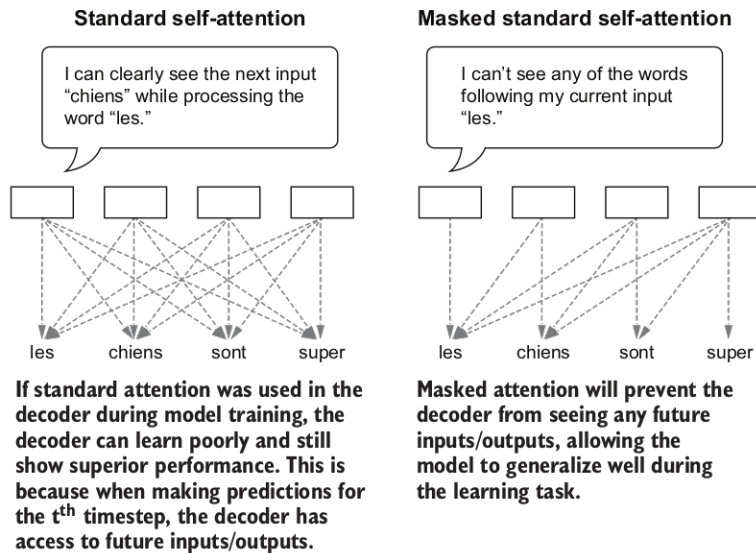 Standard self-attention
I can clearly see the next input
“chiens” while processing the
word “les.”
les chiens sont super
If standard attention was used in the
decoder during model training, the
decoder can learn poorly and still
show superior performance. This is
because when making predictions for
the tth timestep, the decoder has
access to future inputs/outputs.
Masked standard self-attention
I can’t see any of the words
following my current input
“les.”
les chiens sont super
Masked attention will prevent the
decoder from seeing any future
inputs/outputs, allowing the
model to generalize well during
the learning task.